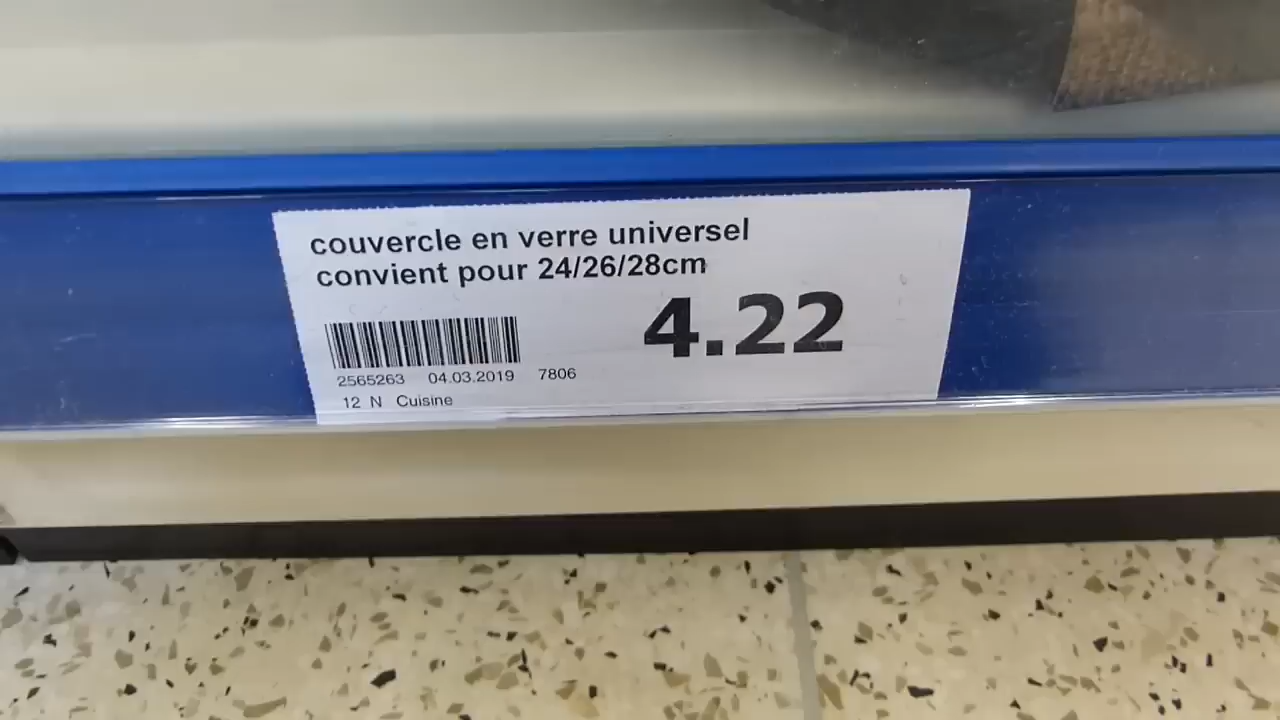 couvercle en verre universel
convient pour 24/26/28cm
4.22
2565263 04.03.2019 7806
12 N Cuisine